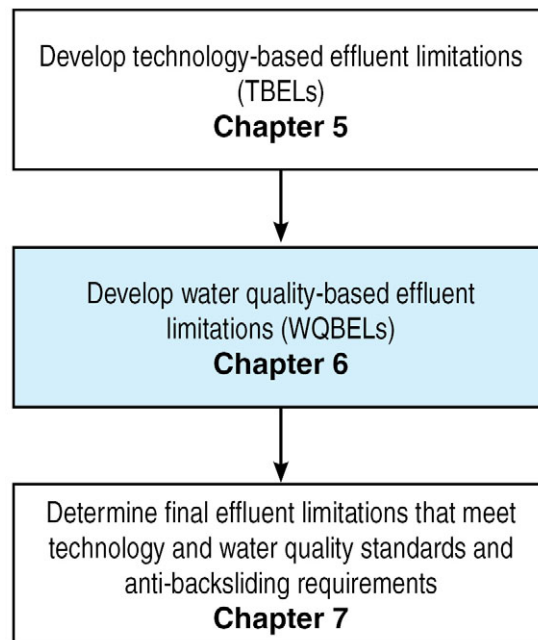 Develop technology-based effluent limitations
(TBELs)
Chapter 5
Develop water quality-based effluent
limitations (WQBELs)
Chapter 6
Determine final effluent limitations that meet
technology and water quality standards and
anti-backsliding requirements
Chapter 7